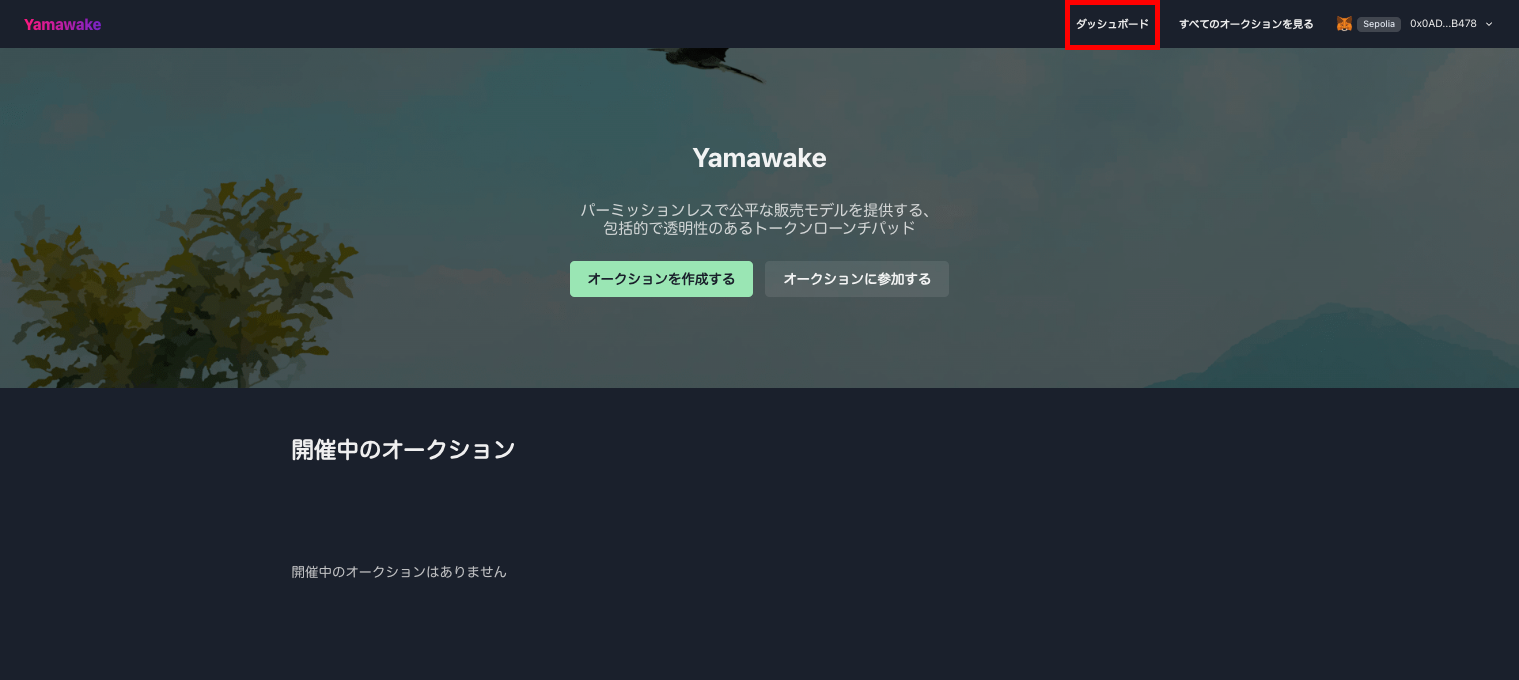 Yamawake
ダッシュボード
すべてのオークションを見る
Sepolia
0x0AD...B478
Yamawake
パーミッションレスで公平な販売モデルを提供する、
包括的で透明性のあるトークンローンチパッド
オークションを作成する
オークションに参加する
開催中のオークション
開催中のオークションはありません